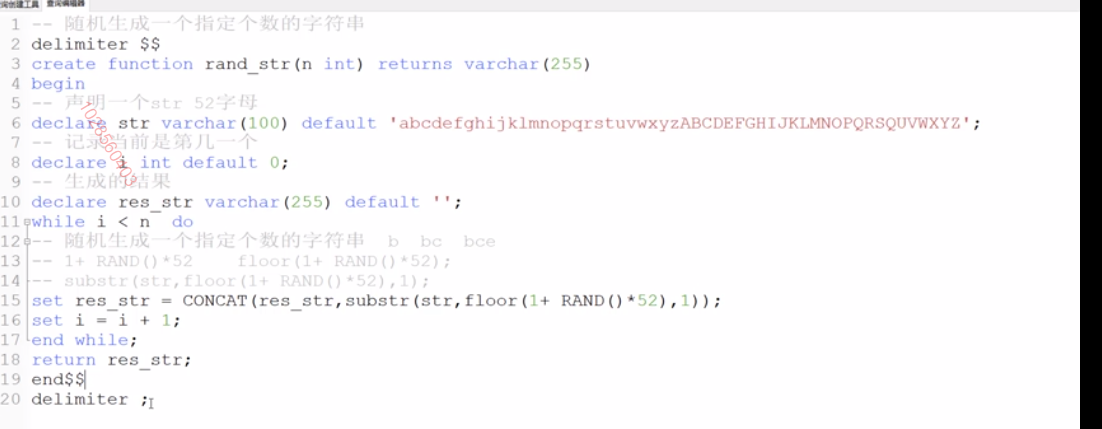 询创建工具 查询编辑器
1 -- 随机生成一个指定个数的字符串
2 delimiter $$
3 create function rand_str(n int) returns varchar(255)
4 begin
5 -- 声明一个str 52字母
6 declare str varchar(100) default 'abcdefghijklmnopqrstuvwxyzABCDEFGHIJKLMNOPQRSQUVWXYZ';
7 -- 记录当前是第几一个
8 declare i int default 0;
9 -- 生成的结果
10 declare res_str varchar(255) default '';
11 while i < n do
12 -- 随机生成一个指定个数的字符串 b bc bce
13 -- 1+ RAND()*52 floor(1+ RAND()*52);
14 -- substr(str,floor(1+ RAND()*52),1);
15 set res_str = CONCAT(res_str,substr(str,floor(1+ RAND()*52),1));
16 set i = i + 1;
17 end while;
18 return res_str;
19 end$$
20 delimiter ;